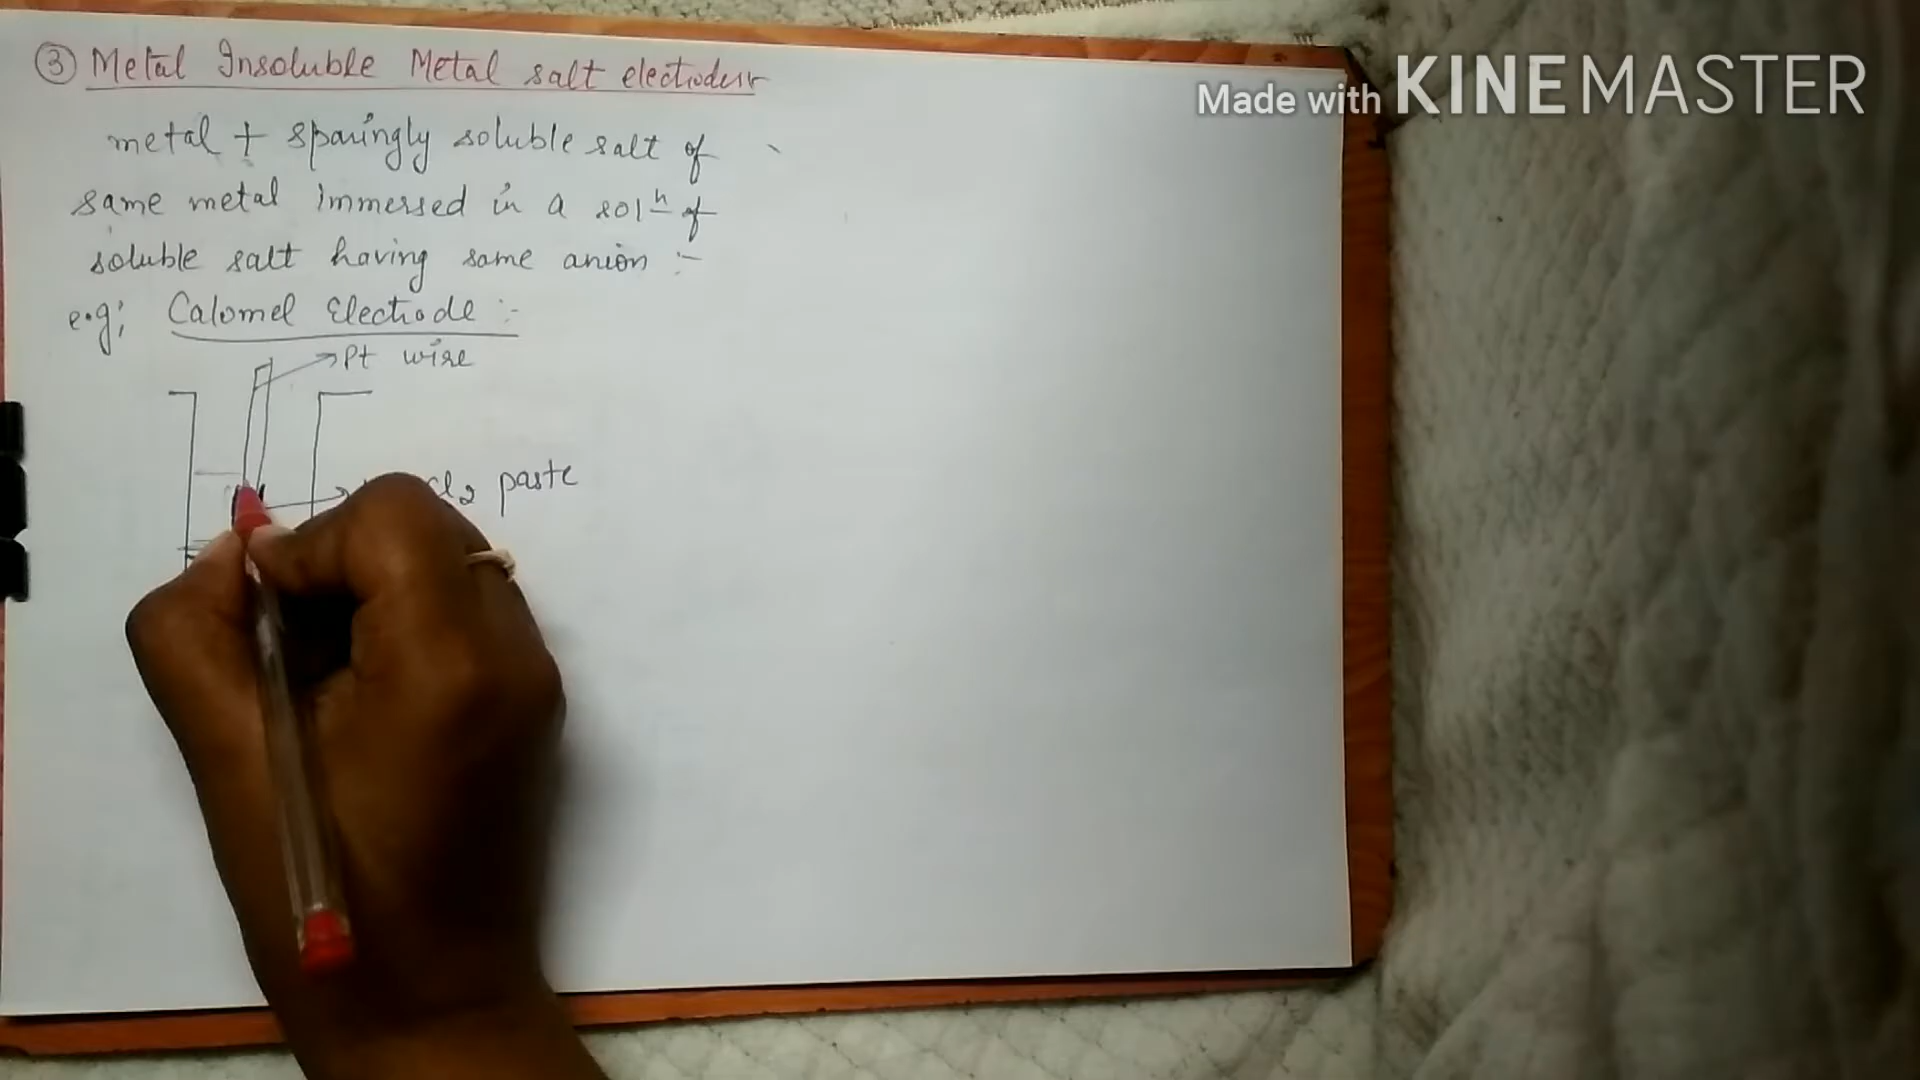 ③ Metal Insoluble Metal salt electrodes:-
metal + sparingly soluble salt of
same metal immersed in a solⁿ of
soluble salt having same anion :-
e.g; Calomel Electrode :-
→ Pt wire
Cl₂ paste
Made with KINEMASTER